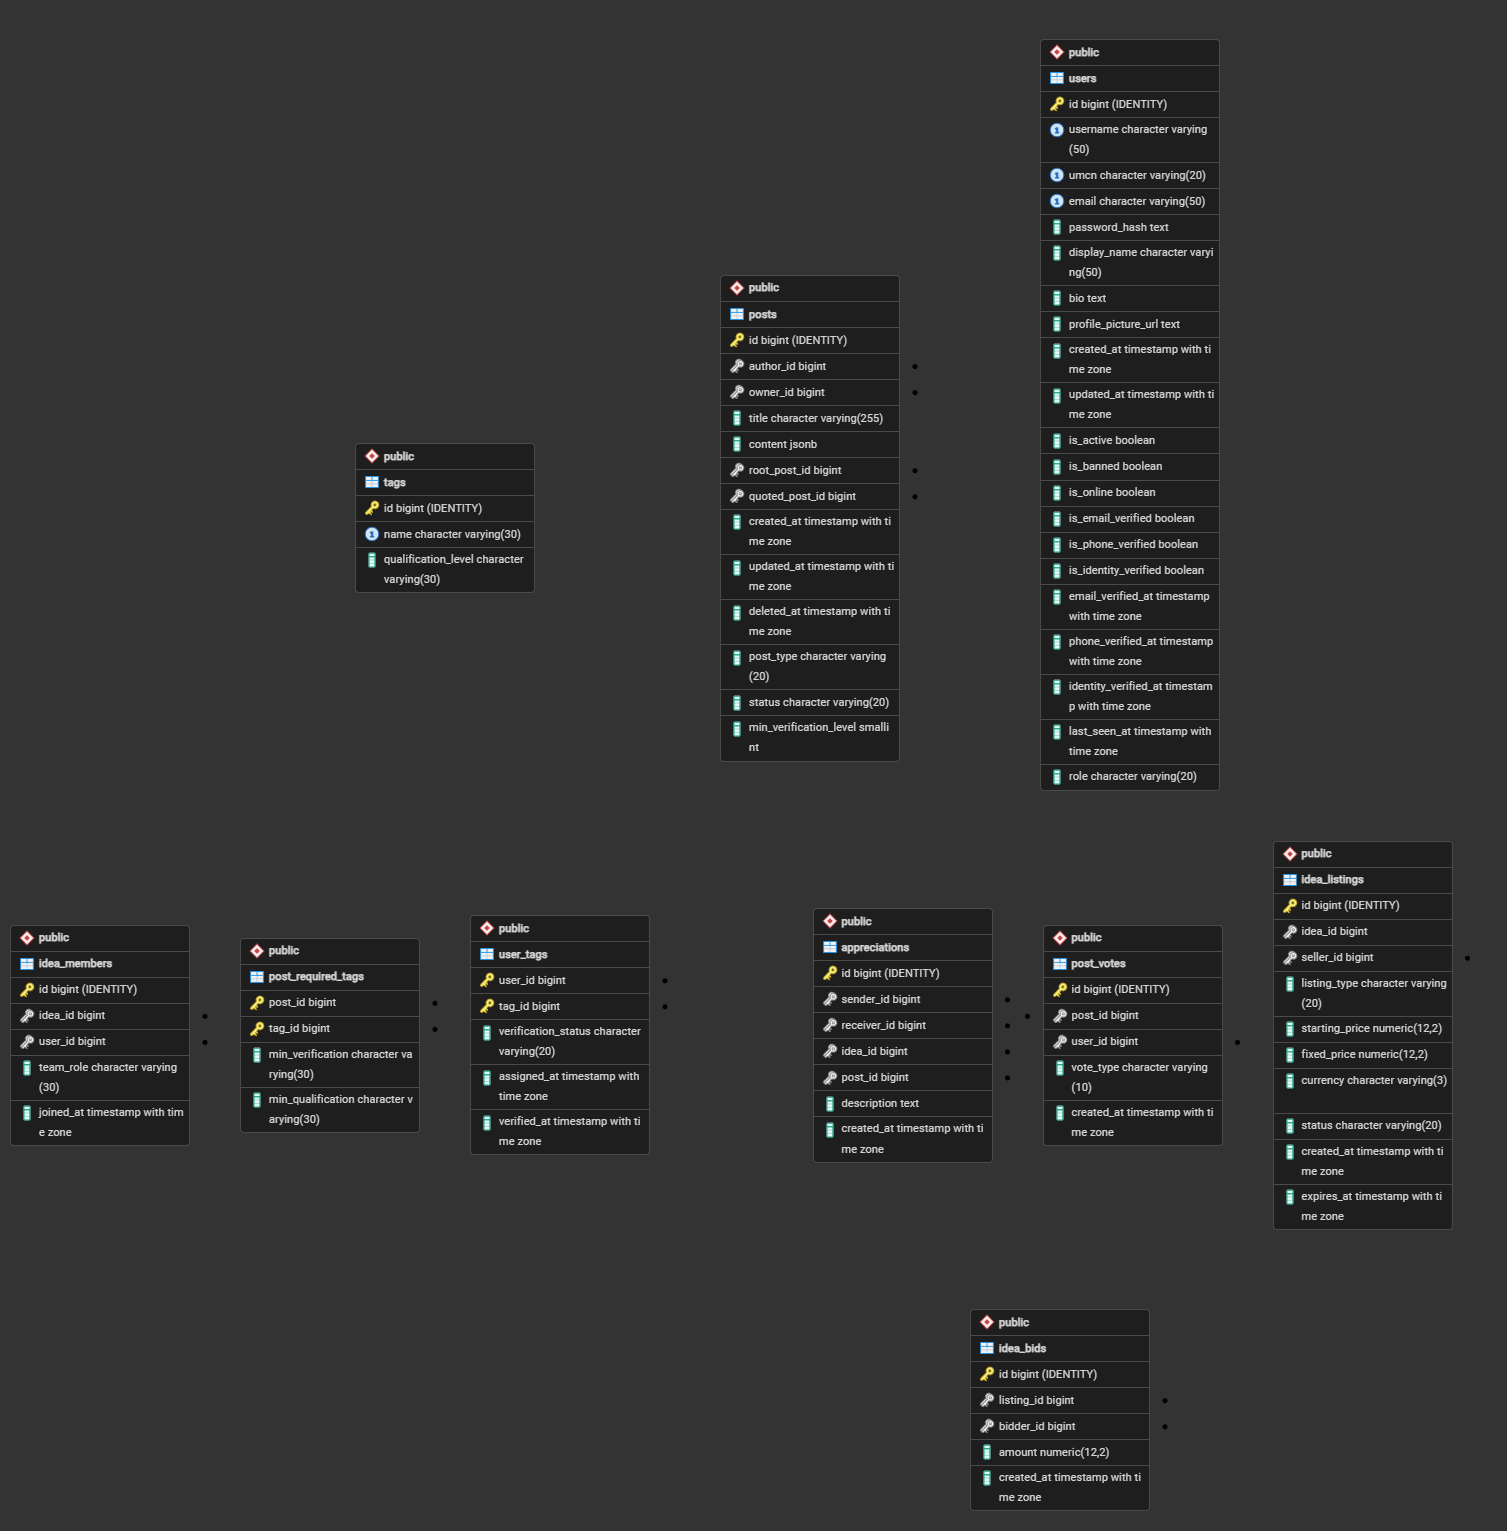 public
users
id bigint (IDENTITY)
username character varying
(50)
umcn character varying(20)
email character varying(50)
password_hash text
display_name character varyi
ng(50)
bio text
profile_picture_url text
created_at timestamp with ti
me zone
updated_at timestamp with ti
me zone
is_active boolean
is_banned boolean
is_online boolean
is_email_verified boolean
is_phone_verified boolean
is_identity_verified boolean
email_verified_at timestamp
with time zone
phone_verified_at timestamp
with time zone
identity_verified_at timestam
p with time zone
last_seen_at timestamp with
time zone
role character varying(20)
public
posts
id bigint (IDENTITY)
author_id bigint
owner_id bigint
title character varying(255)
content jsonb
root_post_id bigint
quoted_post_id bigint
created_at timestamp with ti
me zone
updated_at timestamp with ti
me zone
deleted_at timestamp with ti
me zone
post_type character varying
(20)
status character varying(20)
min_verification_level smalli
nt
public
tags
id bigint (IDENTITY)
name character varying(30)
qualification_level character
varying(30)
public
idea_members
id bigint (IDENTITY)
idea_id bigint
user_id bigint
team_role character varying
(30)
joined_at timestamp with tim
e zone
public
post_required_tags
post_id bigint
tag_id bigint
min_verification character va
rying(30)
min_qualification character v
arying(30)
public
user_tags
user_id bigint
tag_id bigint
verification_status character
varying(20)
assigned_at timestamp with
time zone
verified_at timestamp with ti
me zone
public
appreciations
id bigint (IDENTITY)
sender_id bigint
receiver_id bigint
idea_id bigint
post_id bigint
description text
created_at timestamp with ti
me zone
public
post_votes
id bigint (IDENTITY)
post_id bigint
user_id bigint
vote_type character varying
(10)
created_at timestamp with ti
me zone
public
idea_listings
id bigint (IDENTITY)
idea_id bigint
seller_id bigint
listing_type character varying
(20)
starting_price numeric(12,2)
fixed_price numeric(12,2)
currency character varying(3)
status character varying(20)
created_at timestamp with ti
me zone
expires_at timestamp with ti
me zone
public
idea_bids
id bigint (IDENTITY)
listing_id bigint
bidder_id bigint
amount numeric(12,2)
created_at timestamp with ti
me zone